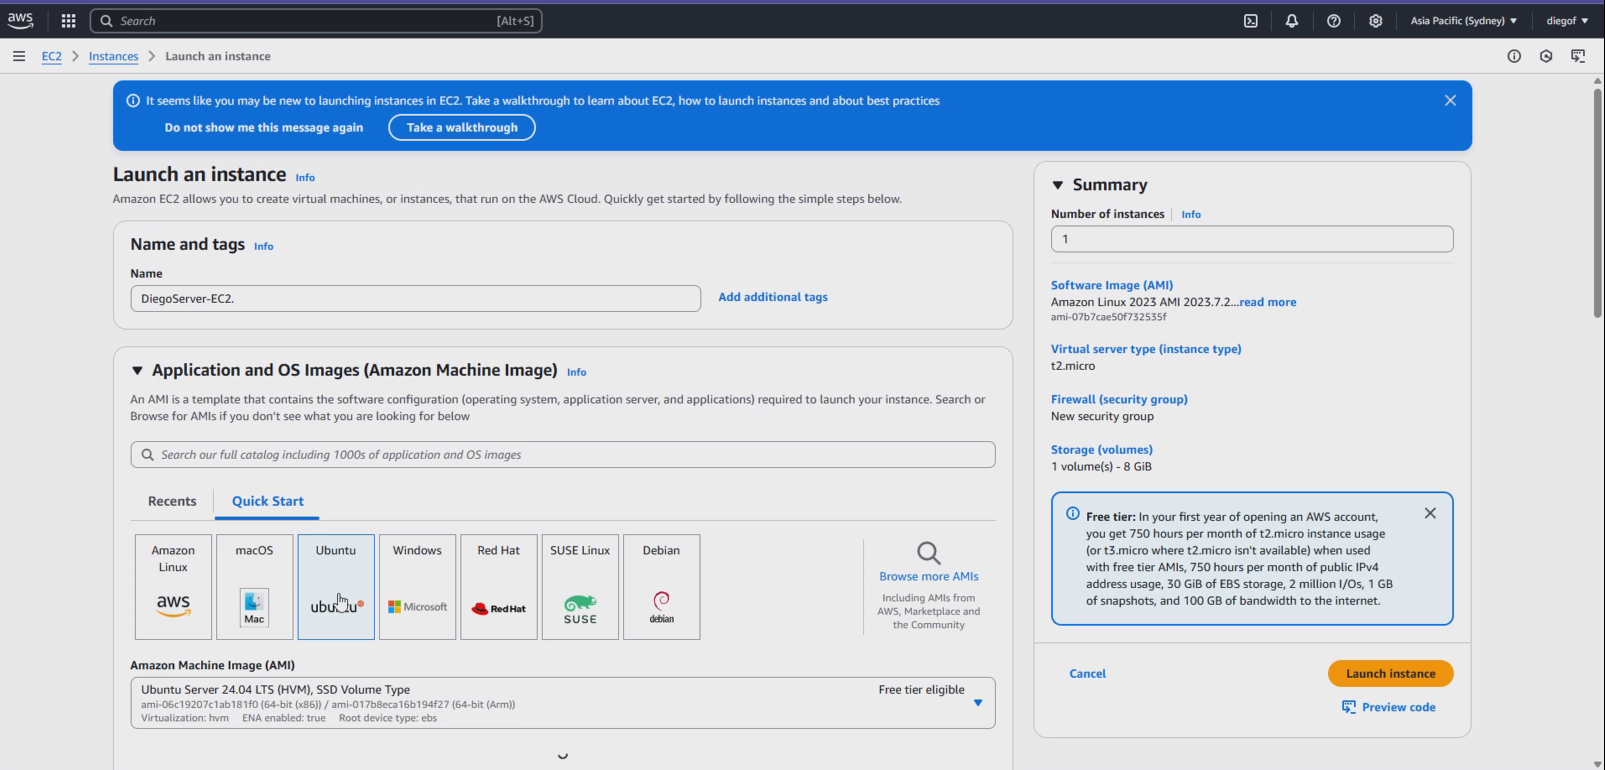 aws
Search [Alt+S]
Asia Pacific (Sydney)
diegof
EC2 > Instances > Launch an instance
It seems like you may be new to launching instances in EC2. Take a walkthrough to learn about EC2, how to launch instances and about best practices
Do not show me this message again
Take a walkthrough
Launch an instance Info
Amazon EC2 allows you to create virtual machines, or instances, that run on the AWS Cloud. Quickly get started by following the simple steps below.
Name and tags Info
Name
DiegoServer-EC2.
Add additional tags
Application and OS Images (Amazon Machine Image) Info
An AMI is a template that contains the software configuration (operating system, application server, and applications) required to launch your instance. Search or
Browse for AMIs if you don't see what you are looking for below
Search our full catalog including 1000s of application and OS images
Recents
Quick Start
Amazon
Linux
aws
macOS
Mac
Ubuntu
Windows
Microsoft
Red Hat
Red Hat
SUSE Linux
SUSE
Debian
debian
Browse more AMIs
Including AMIs from
AWS, Marketplace and
the Community
Amazon Machine Image (AMI)
Ubuntu Server 24.04 LTS (HVM), SSD Volume Type
Free tier eligible
ami-06c19207c1ab181f0 (64-bit (x86)) / ami-017b8eca16b194f27 (64-bit (Arm))
Virtualization: hvm ENA enabled: true Root device type: ebs
Summary
Number of instances Info
1
Software Image (AMI)
Amazon Linux 2023 AMI 2023.7.2...read more
ami-07b7cae50f732535f
Virtual server type (instance type)
t2.micro
Firewall (security group)
New security group
Storage (volumes)
1 volume(s) - 8 GiB
Free tier: In your first year of opening an AWS account,
you get 750 hours per month of t2.micro instance usage
(or t3.micro where t2.micro isn't available) when used
with free tier AMIs, 750 hours per month of public IPv4
address usage, 30 GiB of EBS storage, 2 million I/Os, 1 GB
of snapshots, and 100 GB of bandwidth to the internet.
Cancel
Launch instance
Preview code